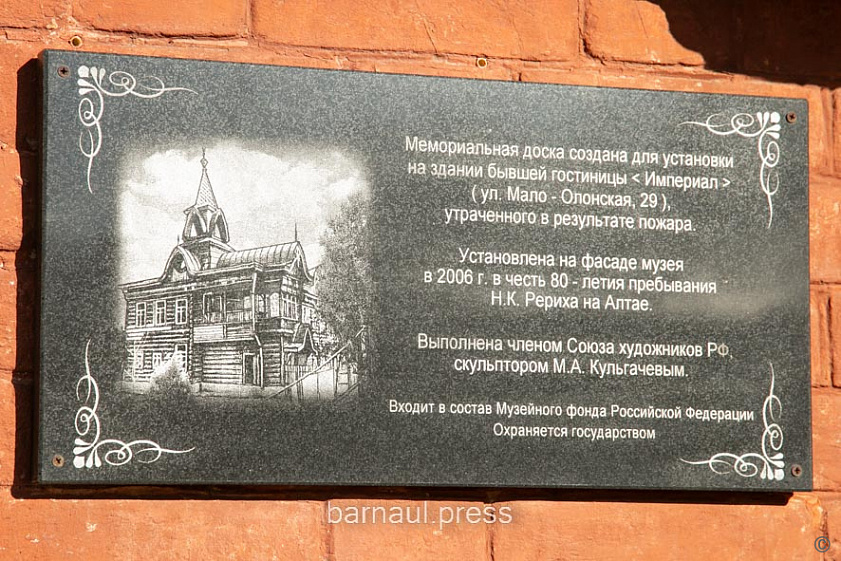 Мемориальная доска создана для установки
на здании бывшей гостиницы < Империал >
( ул. Мало - Олонская, 29 ),
утраченного в результате пожара.
Установлена на фасаде музея
в 2006 г. в честь 80 - летия пребывания
Н.К. Рериха на Алтае.
Выполнена членом Союза художников РФ,
скульптором М.А. Кульгачевым.
Входит в состав Музейного фонда Российской Федерации
Охраняется государством
barnaul.press
©